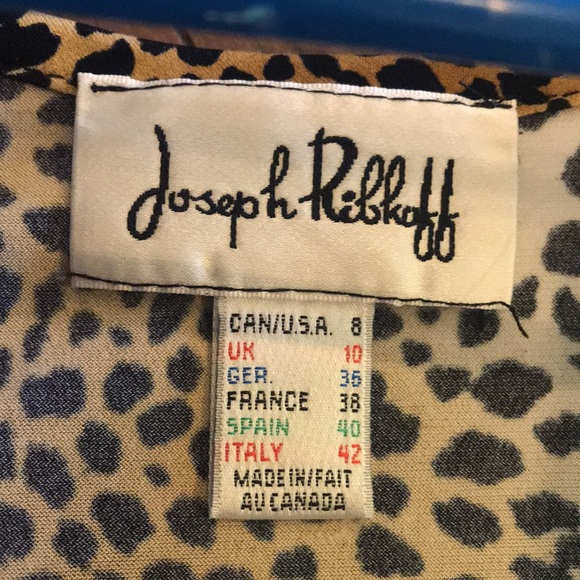 Joseph Ribkoff
CAN/U.S.A. 8
UK 10
GER. 36
FRANCE 38
SPAIN 40
ITALY 42
MADE IN/FAIT
AU CANADA